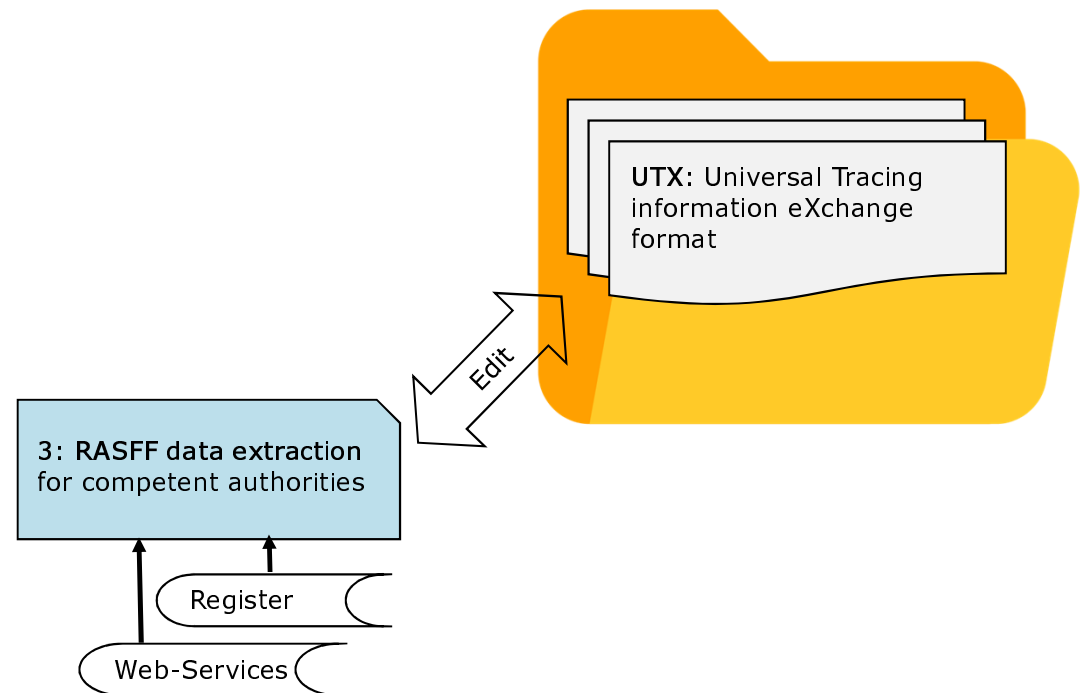 UTX: Universal Tracing
information eXchange
format
Edit
3: RASFF data extraction
for competent authorities
Register
Web-Services